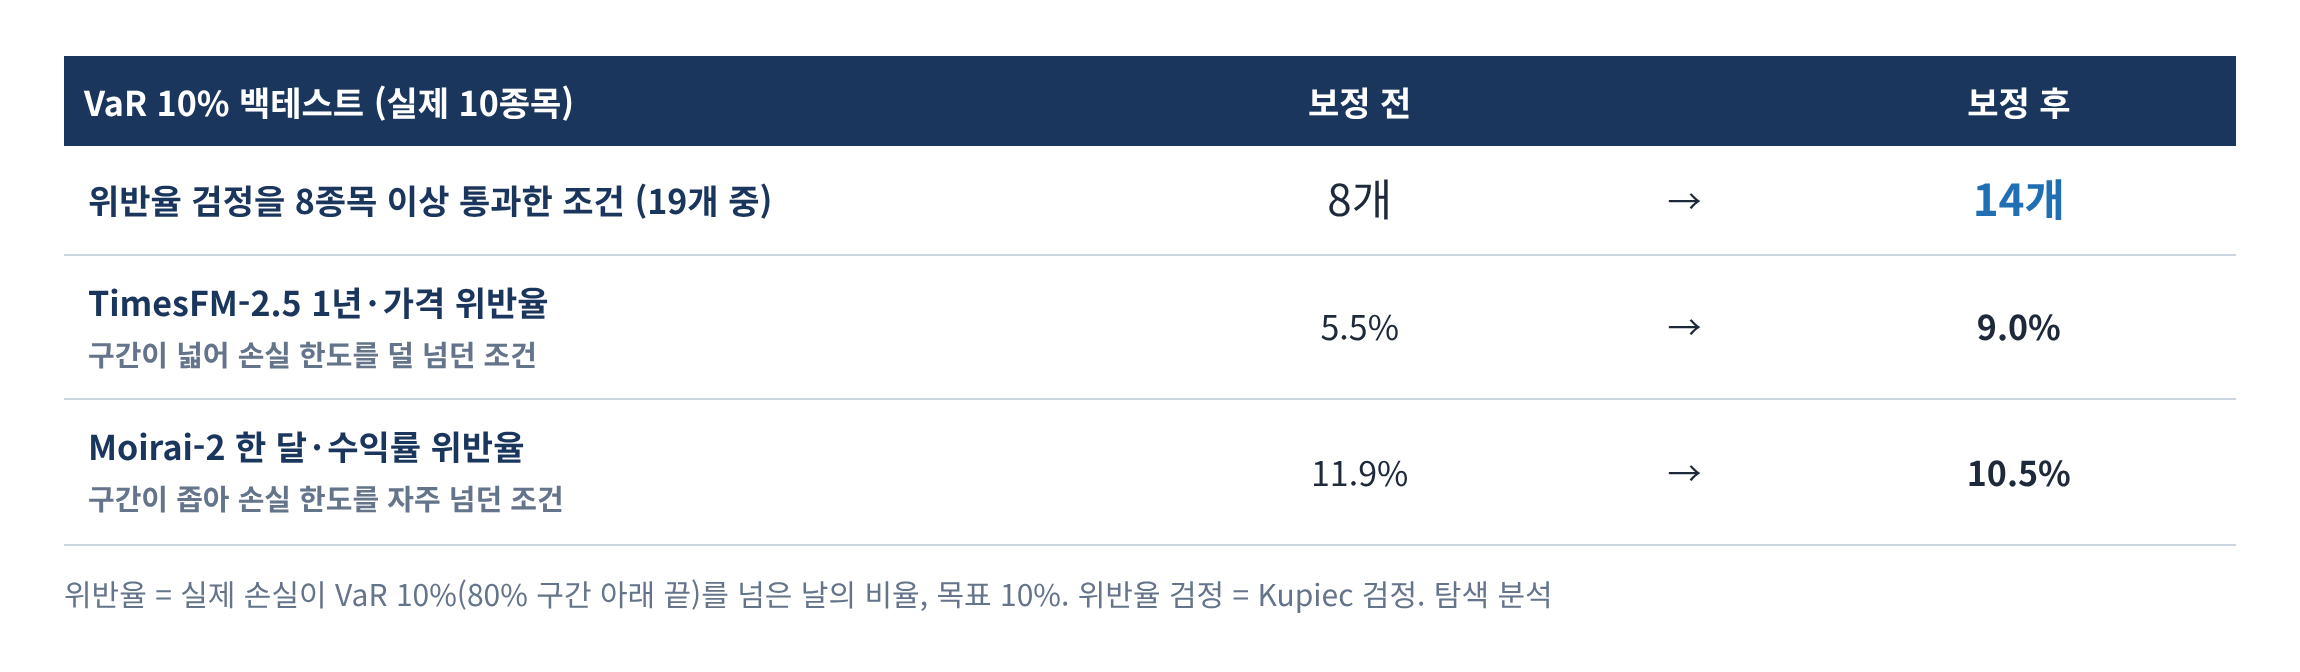 VaR 10% 백테스트 (실제 10종목) 보정 전 보정 후
위반율 검정을 8종목 이상 통과한 조건 (19개 중) 8개 → 14개
TimesFM-2.5 1년·가격 위반율
구간이 넓어 손실 한도를 덜 넘던 조건
5.5% → 9.0%
Moirai-2 한 달·수익률 위반율
구간이 좁아 손실 한도를 자주 넘던 조건
11.9% → 10.5%
위반율 = 실제 손실이 VaR 10%(80% 구간 아래 끝)를 넘은 날의 비율, 목표 10%. 위반율 검정 = Kupiec 검정. 탐색 분석